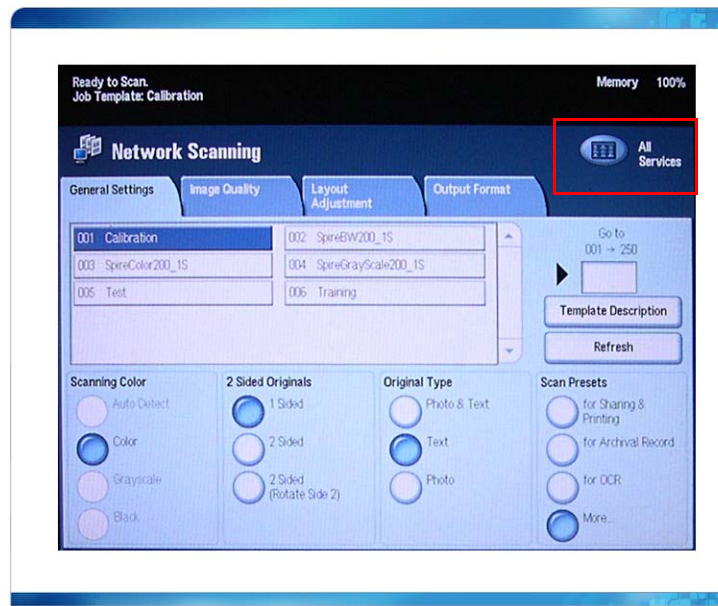 Ready to Scan.
Job Template: Calibration
Memory 100%
Network Scanning
All
Services
General Settings
Image Quality
Layout
Adjustment
Output Format
001 Calibration
002 SpireBW200_1S
003 SpireColor200_1S
004 SpireGrayScale200_1S
005 Test
006 Training
Go to
001 → 250
Template Description
Refresh
Scanning Color
Auto Detect
Color
Grayscale
Black
2 Sided Originals
1 Sided
2 Sided
2 Sided
(Rotate Side 2)
Original Type
Photo & Text
Text
Photo
Scan Presets
for Sharing &
Printing
for Archival Record
for OCR
More...